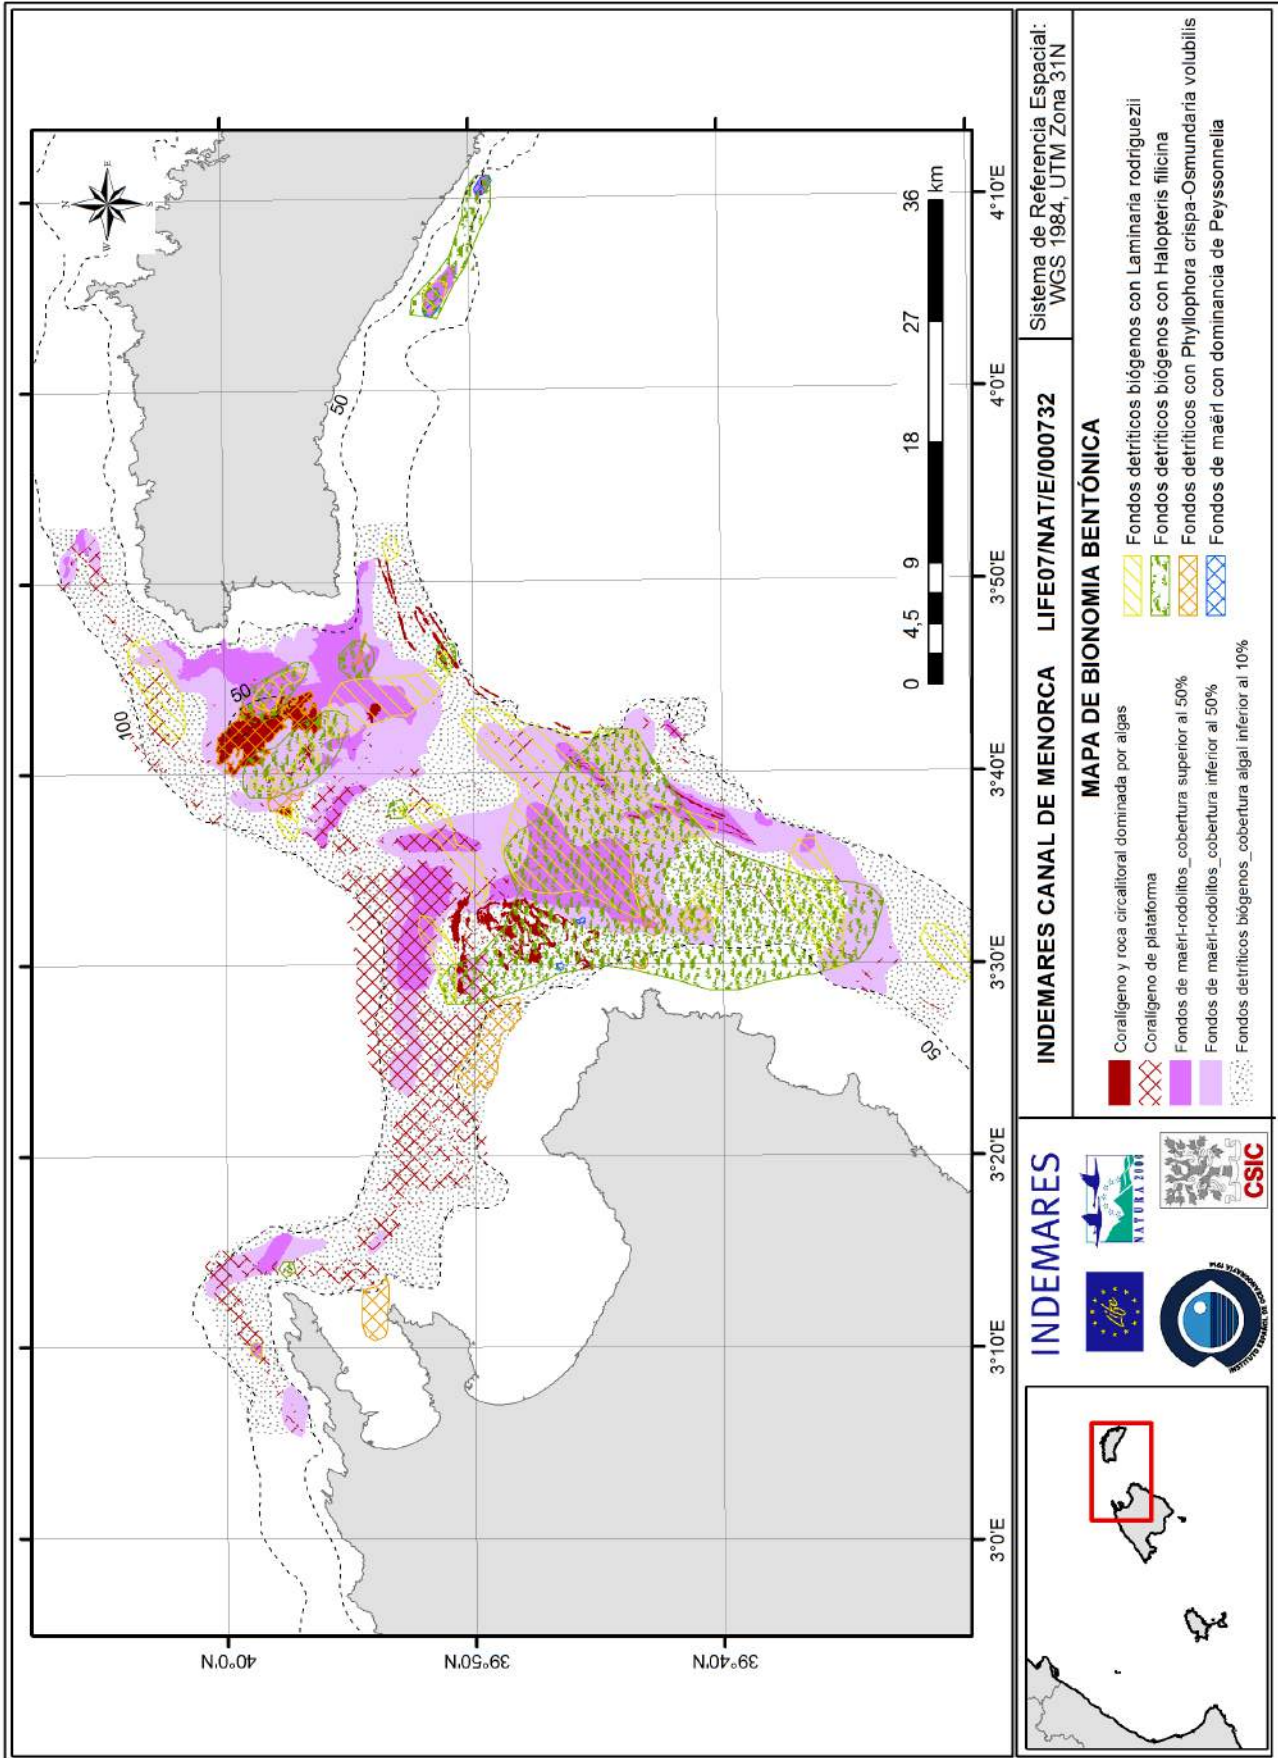 N
W
E
S
100
50
50
50
40°0'N
39°50'N
39°40'N
3°0'E
3°10'E
3°20'E
3°30'E
3°40'E
3°50'E
4°0'E
4°10'E
0 4,5 9 18 27 36
km
INDEMARES
Life
NATURA 2000
INSTITUTO ESPAÑOL DE OCEANOGRAFÍA 1914
CSIC
INDEMARES CANAL DE MENORCA LIFE07/NAT/E/000732
Sistema de Referencia Espacial:
WGS 1984, UTM Zona 31N
MAPA DE BIONOMIA BENTÓNICA
Coralígeno y roca circalitoral dominada por algas
Coralígeno de plataforma
Fondos de maërl-rodolitos_cobertura superior al 50%
Fondos de maërl-rodolitos_cobertura inferior al 50%
Fondos detríticos biógenos_cobertura algal inferior al 10%
Fondos detríticos biógenos con Laminaria rodriguezii
Fondos detríticos biógenos con Halopteris filicina
Fondos detríticos con Phyllophora crispa-Osmundaria volubilis
Fondos de maërl con dominancia de Peyssonnelia